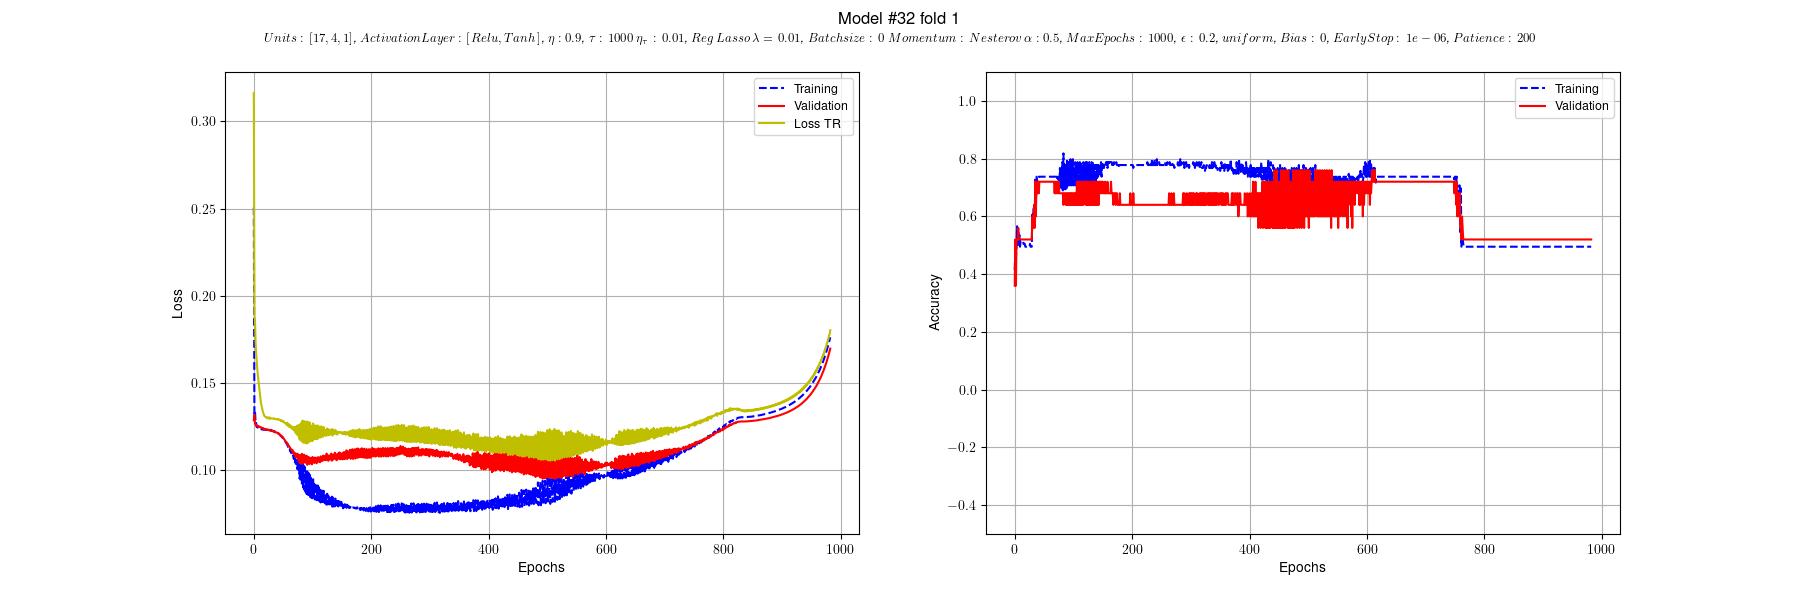 Model #32 fold 1
Units : [17, 4, 1], ActivationLayer : [Relu, Tanh], η : 0.9, τ : 1000 η_τ : 0.01, Reg Lasso λ = 0.01, Batchsize : 0 Momentum : Nesterov α : 0.5, MaxEpochs : 1000, ϵ : 0.2, uniform, Bias : 0, EarlyStop : 1e − 06, Patience : 200
Training
Validation
Loss TR
0.30
0.25
0.20
0.15
0.10
Loss
0 200 400 600 800 1000
Epochs
Training
Validation
1.0
0.8
0.6
0.4
0.2
0.0
−0.2
−0.4
Accuracy
0 200 400 600 800 1000
Epochs